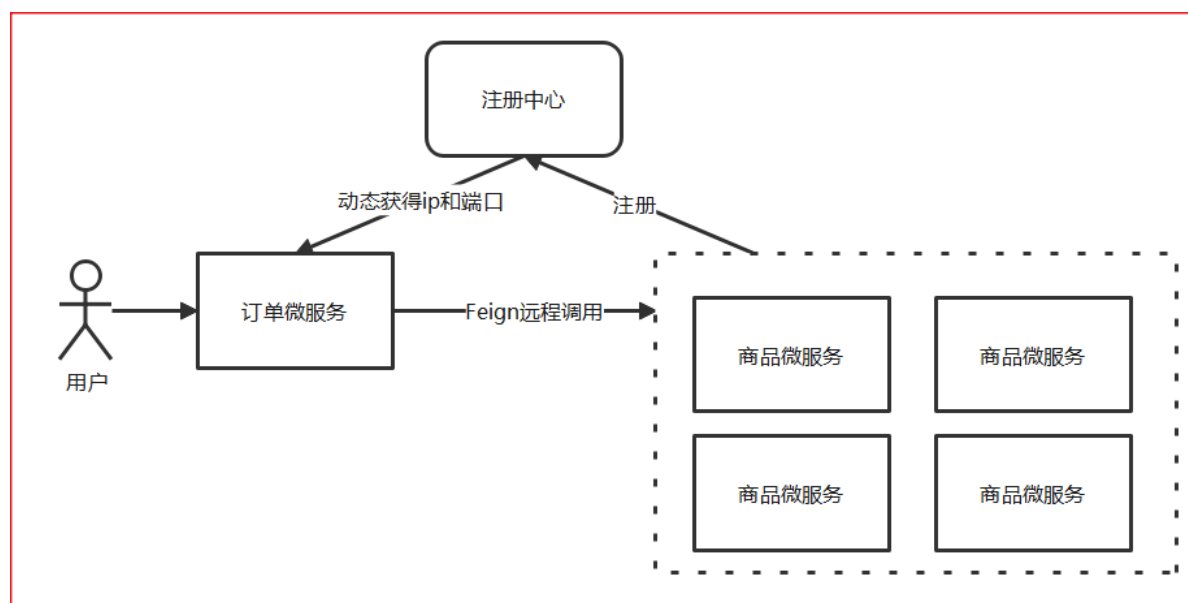 注册中心
动态获得ip和端口
注册
订单微服务
Feign远程调用
用户
商品微服务
商品微服务
商品微服务
商品微服务